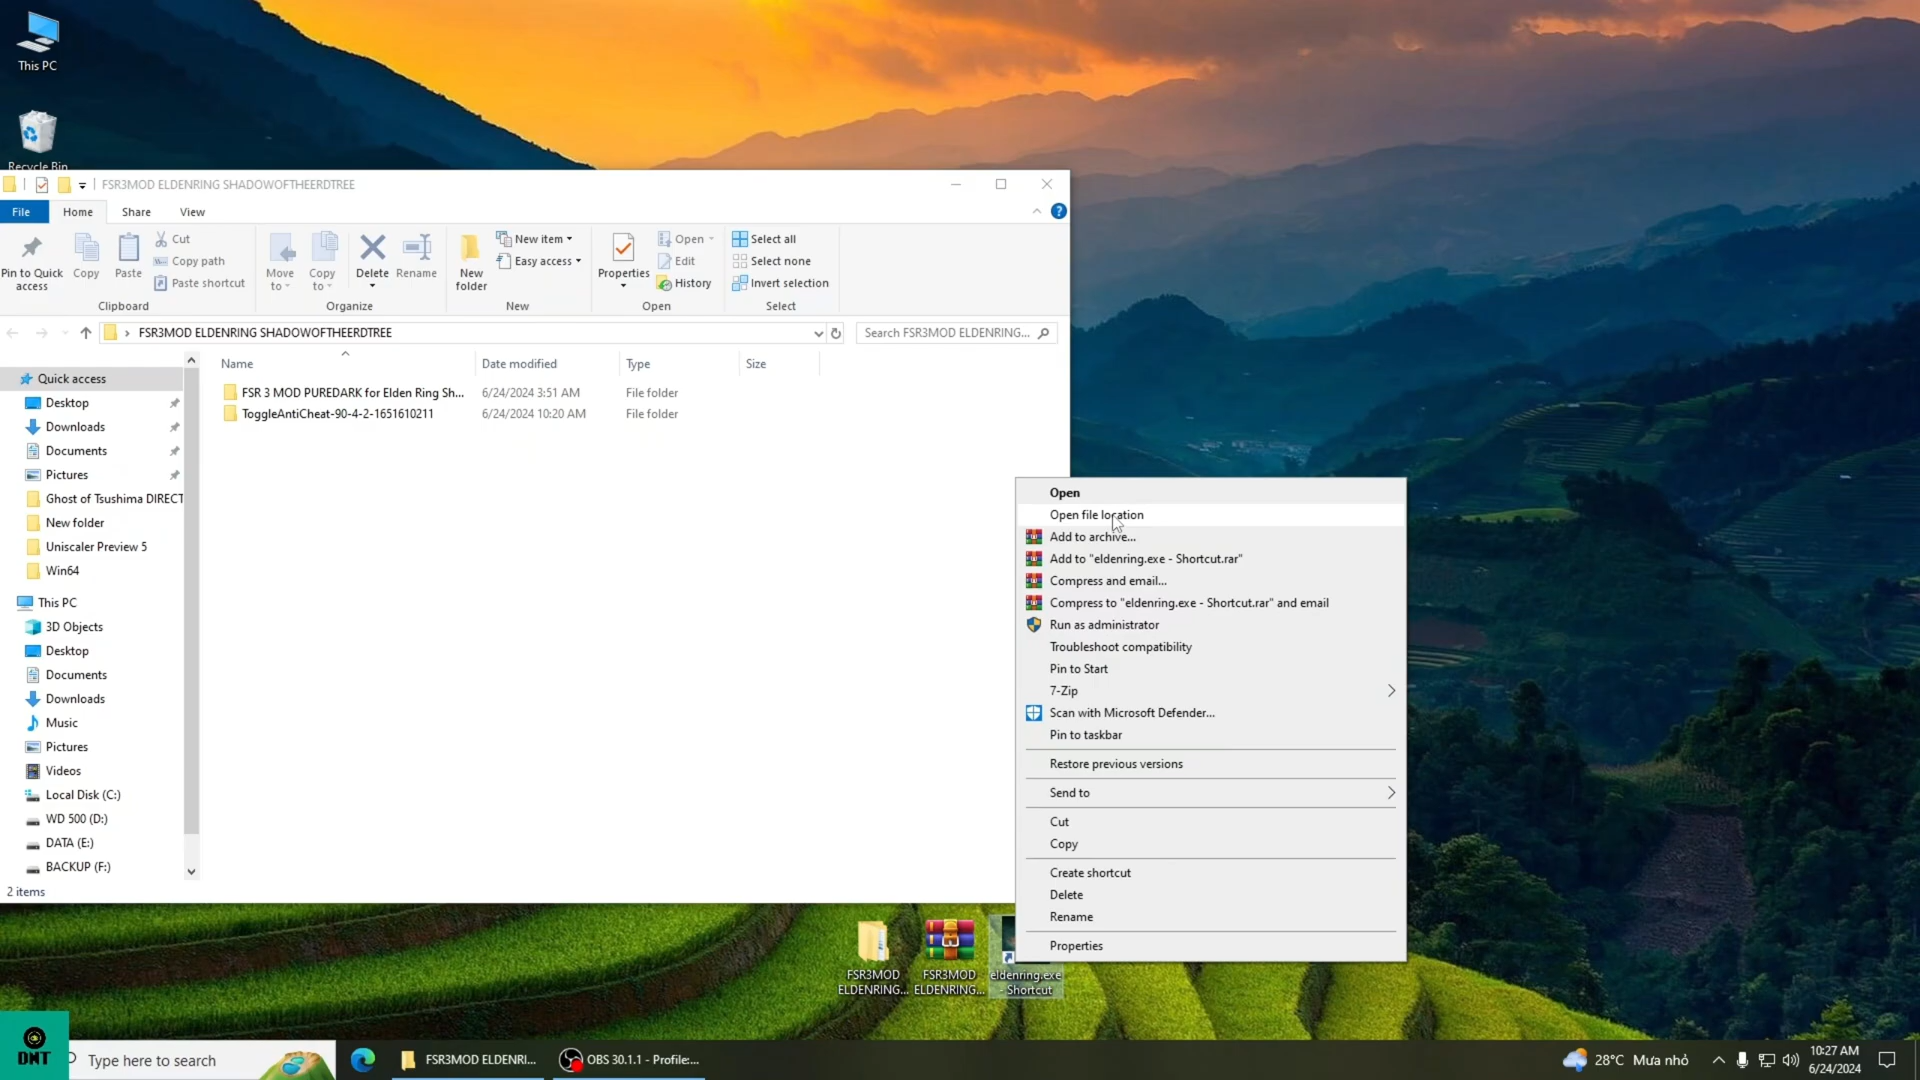 This PC
Recycle Bin
FSR3MOD ELDENRING SHADOWOFTHEERDTREE
File
Home
Share
View
Pin to Quick
access
Copy
Paste
Cut
Copy path
Paste shortcut
Clipboard
Move
to
Copy
to
Delete
Rename
Organize
New
folder
New item
Easy access
New
Properties
Open
Edit
History
Open
Select all
Select none
Invert selection
Select
FSR3MOD ELDENRING SHADOWOFTHEERDTREE
Search FSR3MOD ELDENRING...
Name
Date modified
Type
Size
FSR 3 MOD PUREDARK for Elden Ring Sh...
6/24/2024 3:51 AM
File folder
ToggleAntiCheat-90-4-2-1651610211
6/24/2024 10:20 AM
File folder
Quick access
Desktop
Downloads
Documents
Pictures
Ghost of Tsushima DIRECT
New folder
Uniscaler Preview 5
Win64
This PC
3D Objects
Desktop
Documents
Downloads
Music
Pictures
Videos
Local Disk (C:)
WD 500 (D:)
DATA (E:)
BACKUP (F:)
2 items
Open
Open file location
Add to archive...
Add to "eldenring.exe - Shortcut.rar"
Compress and email...
Compress to "eldenring.exe - Shortcut.rar" and email
Run as administrator
Troubleshoot compatibility
Pin to Start
7-Zip
Scan with Microsoft Defender...
Pin to taskbar
Restore previous versions
Send to
Cut
Copy
Create shortcut
Delete
Rename
Properties
FSR3MOD
ELDENRING...
FSR3MOD
ELDENRING...
eldenring.exe
- Shortcut
DNT
Type here to search
FSR3MOD ELDENRI...
OBS 30.1.1 - Profile:...
28°C Mưa nhỏ
10:27 AM
6/24/2024